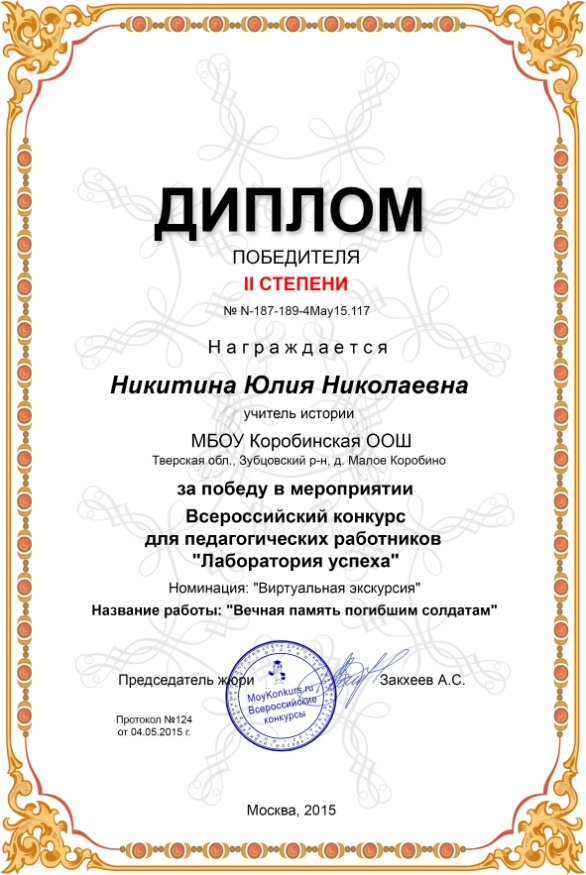 ДИПЛОМ
ПОБЕДИТЕЛЯ
II СТЕПЕНИ
№ N-187-189-4May15.117
Награждается
Никитина Юлия Николаевна
учитель истории
МБОУ Коробинская ООШ
Тверская обл., Зубцовский р-н, д. Малое Коробино
за победу в мероприятии
Всероссийский конкурс
для педагогических работников
"Лаборатория успеха"
Номинация: "Виртуальная экскурсия"
Название работы: "Вечная память погибшим солдатам"
Председатель жюри
Закхеев А.С.
MoyKonkurs.ru
Всероссийские
конкурсы
Протокол №124
от 04.05.2015 г.
Москва, 2015